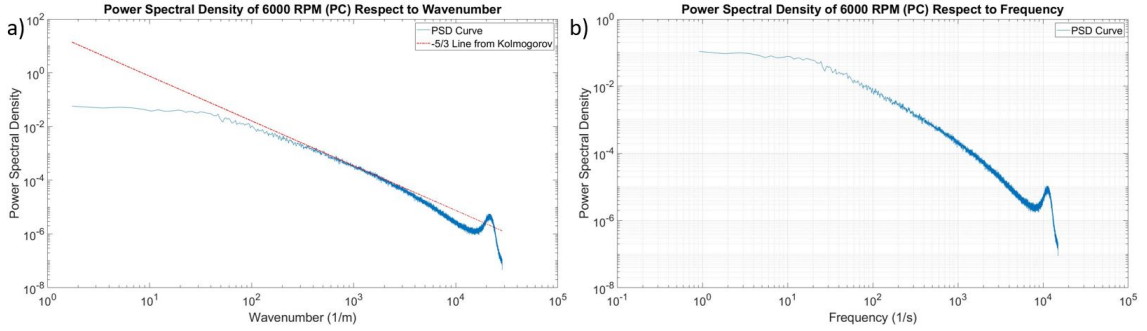 a)
Power Spectral Density of 6000 RPM (PC) Respect to Wavenumber
PSD Curve
-5/3 Line from Kolmogorov
10^2
10^0
10^-2
10^-4
10^-6
10^-8
Power Spectral Density
10^0 10^1 10^2 10^3 10^4 10^5
Wavenumber (1/m)
b)
Power Spectral Density of 6000 RPM (PC) Respect to Frequency
PSD Curve
10^0
10^-2
10^-4
10^-6
10^-8
Power Spectral Density
10^-1 10^0 10^1 10^2 10^3 10^4 10^5
Frequency (1/s)